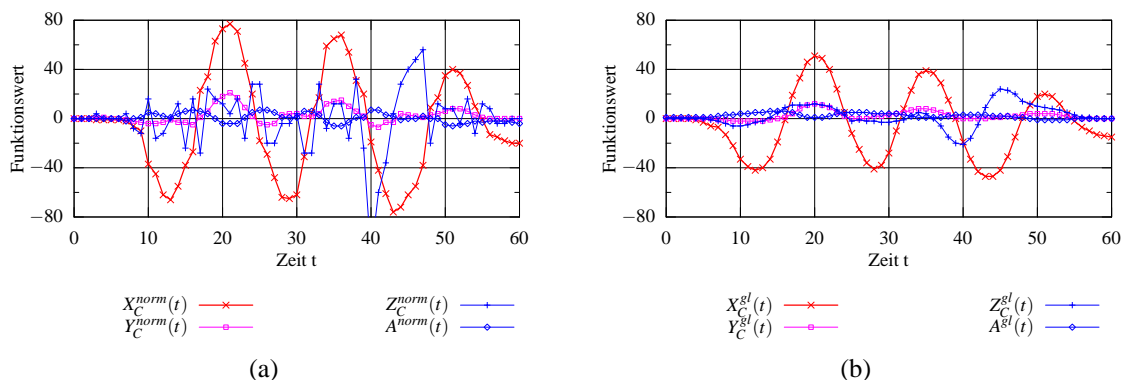 80
40
0
−40
−80
Funktionswert
0 10 20 30 40 50 60
Zeit t
X_C^{norm}(t)
Z_C^{norm}(t)
Y_C^{norm}(t)
A^{norm}(t)
(a)
80
40
0
−40
−80
Funktionswert
0 10 20 30 40 50 60
Zeit t
X_C^{gl}(t)
Z_C^{gl}(t)
Y_C^{gl}(t)
A^{gl}(t)
(b)